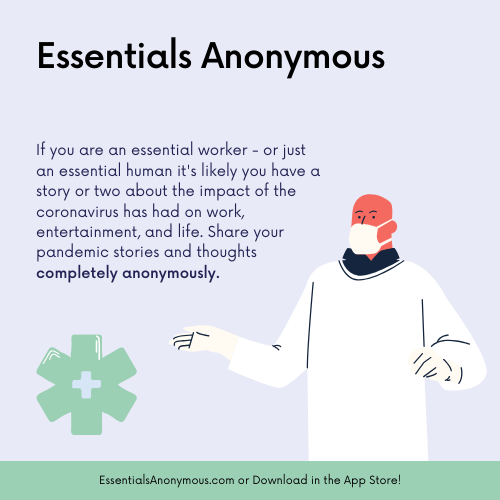 Essentials Anonymous
If you are an essential worker - or just
an essential human it's likely you have a
story or two about the impact of the
coronavirus has had on work,
entertainment, and life. Share your
pandemic stories and thoughts
completely anonymously.
EssentialsAnonymous.com or Download in the App Store!